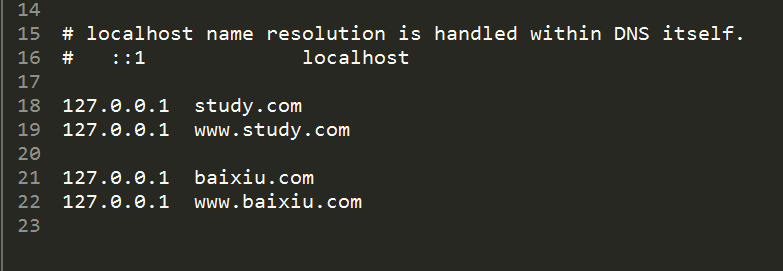 14
15 # localhost name resolution is handled within DNS itself.
16 #   ::1             localhost
17
18 127.0.0.1  study.com
19 127.0.0.1  www.study.com
20
21 127.0.0.1  baixiu.com
22 127.0.0.1  www.baixiu.com
23